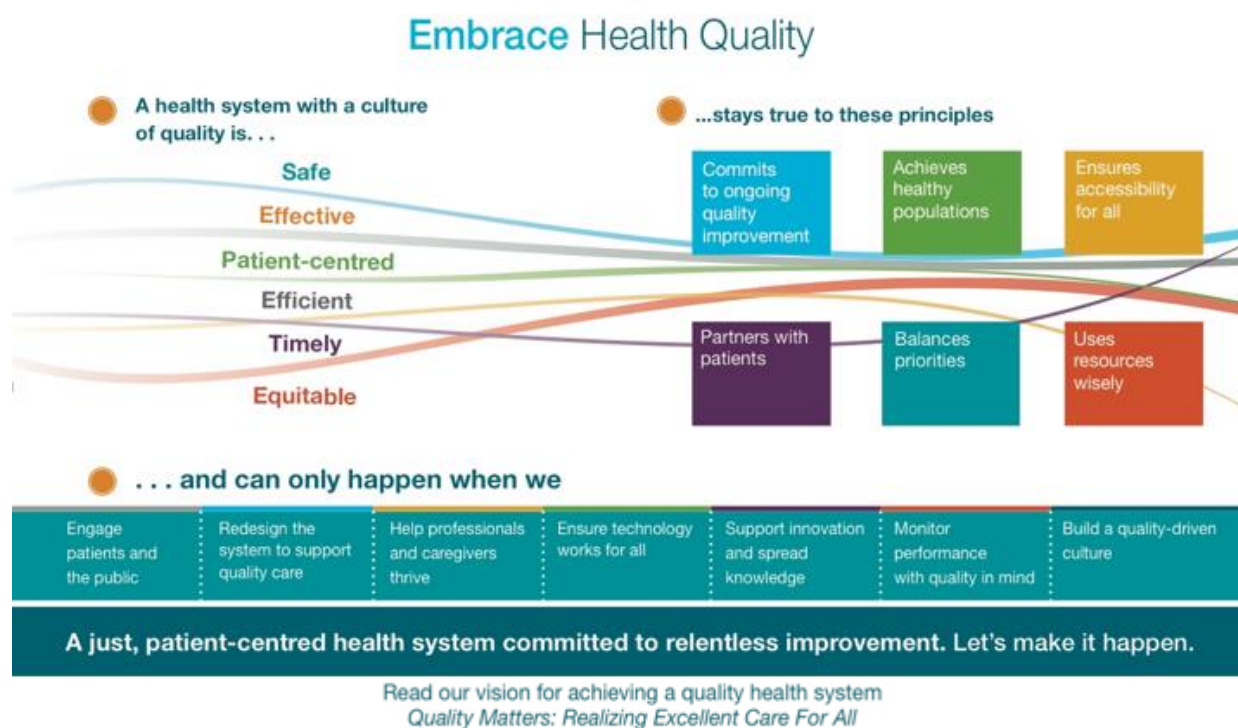 Embrace Health Quality
A health system with a culture
of quality is. . .
Safe
Effective
Patient-centred
Efficient
Timely
Equitable
...stays true to these principles
Commits
to ongoing
quality
improvement
Achieves
healthy
populations
Ensures
accessibility
for all
Partners with
patients
Balances
priorities
Uses
resources
wisely
. . . and can only happen when we
Engage
patients and
the public
Redesign the
system to support
quality care
Help professionals
and caregivers
thrive
Ensure technology
works for all
Support innovation
and spread
knowledge
Monitor
performance
with quality in mind
Build a quality-driven
culture
A just, patient-centred health system committed to relentless improvement. Let's make it happen.
Read our vision for achieving a quality health system
Quality Matters: Realizing Excellent Care For All